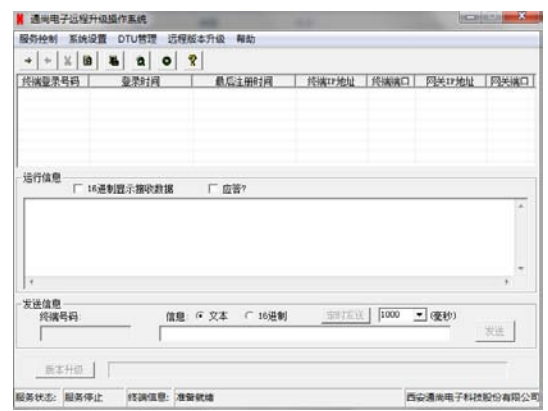 通尚电子远程升级操作系统
服务控制 系统设置 DTU管理 远程版本升级 帮助
终端登录号码 登录时间 最后注册时间 终端IP地址 终端端口 网关IP地址 网关端口
运行信息
16进制显示接收数据 应答?
发送信息
终端号码 信息: 文本 16进制 定时发送 1000 (毫秒)
发送
版本升级
服务状态: 服务停止 终端信息: 准备就绪 西安通尚电子科技股份有限公司